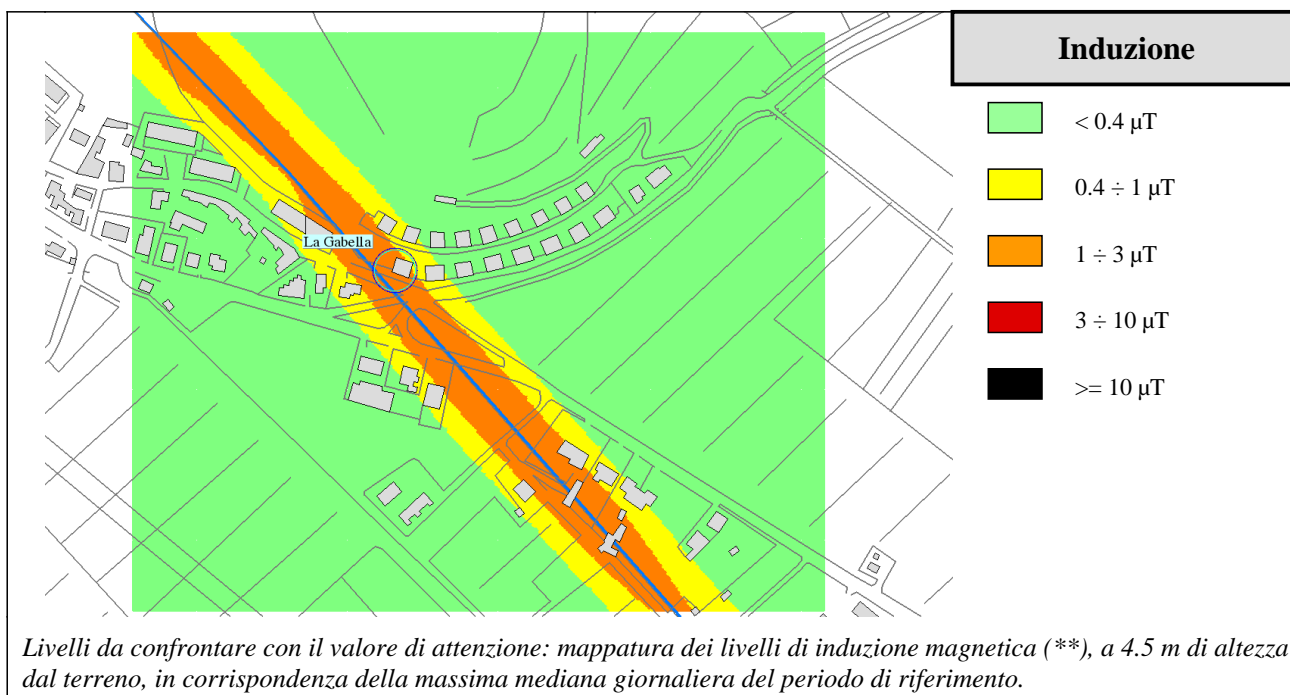 Induzione
< 0.4 µT
0.4 ÷ 1 µT
1 ÷ 3 µT
3 ÷ 10 µT
>= 10 µT
La Gabella
Livelli da confrontare con il valore di attenzione: mappatura dei livelli di induzione magnetica (**), a 4.5 m di altezza
dal terreno, in corrispondenza della massima mediana giornaliera del periodo di riferimento.